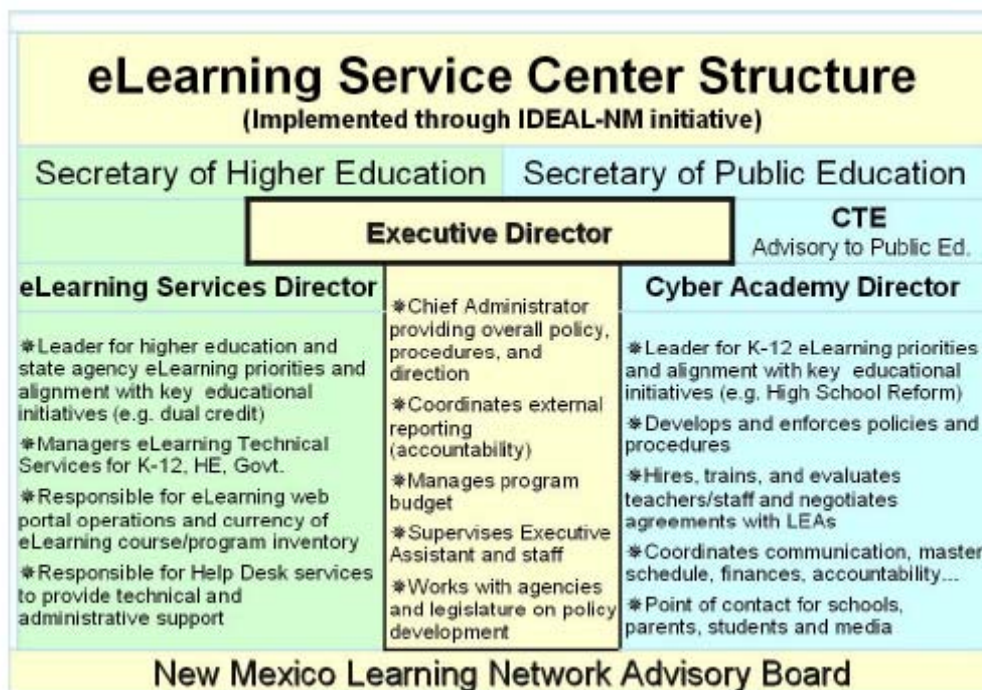 eLearning Service Center Structure
(Implemented through IDEAL-NM initiative)
Secretary of Higher Education
Secretary of Public Education
Executive Director
CTE
Advisory to Public Ed.
eLearning Services Director
✵Leader for higher education and
state agency eLearning priorities and
alignment with key educational
initiatives (e.g. dual credit)
✵Managers eLearning Technical
Services for K-12, HE, Govt.
✵Responsible for eLearning web
portal operations and currency of
eLearning course/program inventory
✵Responsible for Help Desk services
to provide technical and
administrative support
✵Chief Administrator
providing overall policy,
procedures, and
direction
✵Coordinates external
reporting
(accountability)
✵Manages program
budget
✵Supervises Executive
Assistant and staff
✵Works with agencies
and legislature on policy
development
Cyber Academy Director
✵Leader for K-12 eLearning priorities
and alignment with key educational
initiatives (e.g. High School Reform)
✵Develops and enforces policies and
procedures
✵Hires, trains, and evaluates
teachers/staff and negotiates
agreements with LEAs
✵Coordinates communication, master
schedule, finances, accountability...
✵Point of contact for schools,
parents, students and media
New Mexico Learning Network Advisory Board